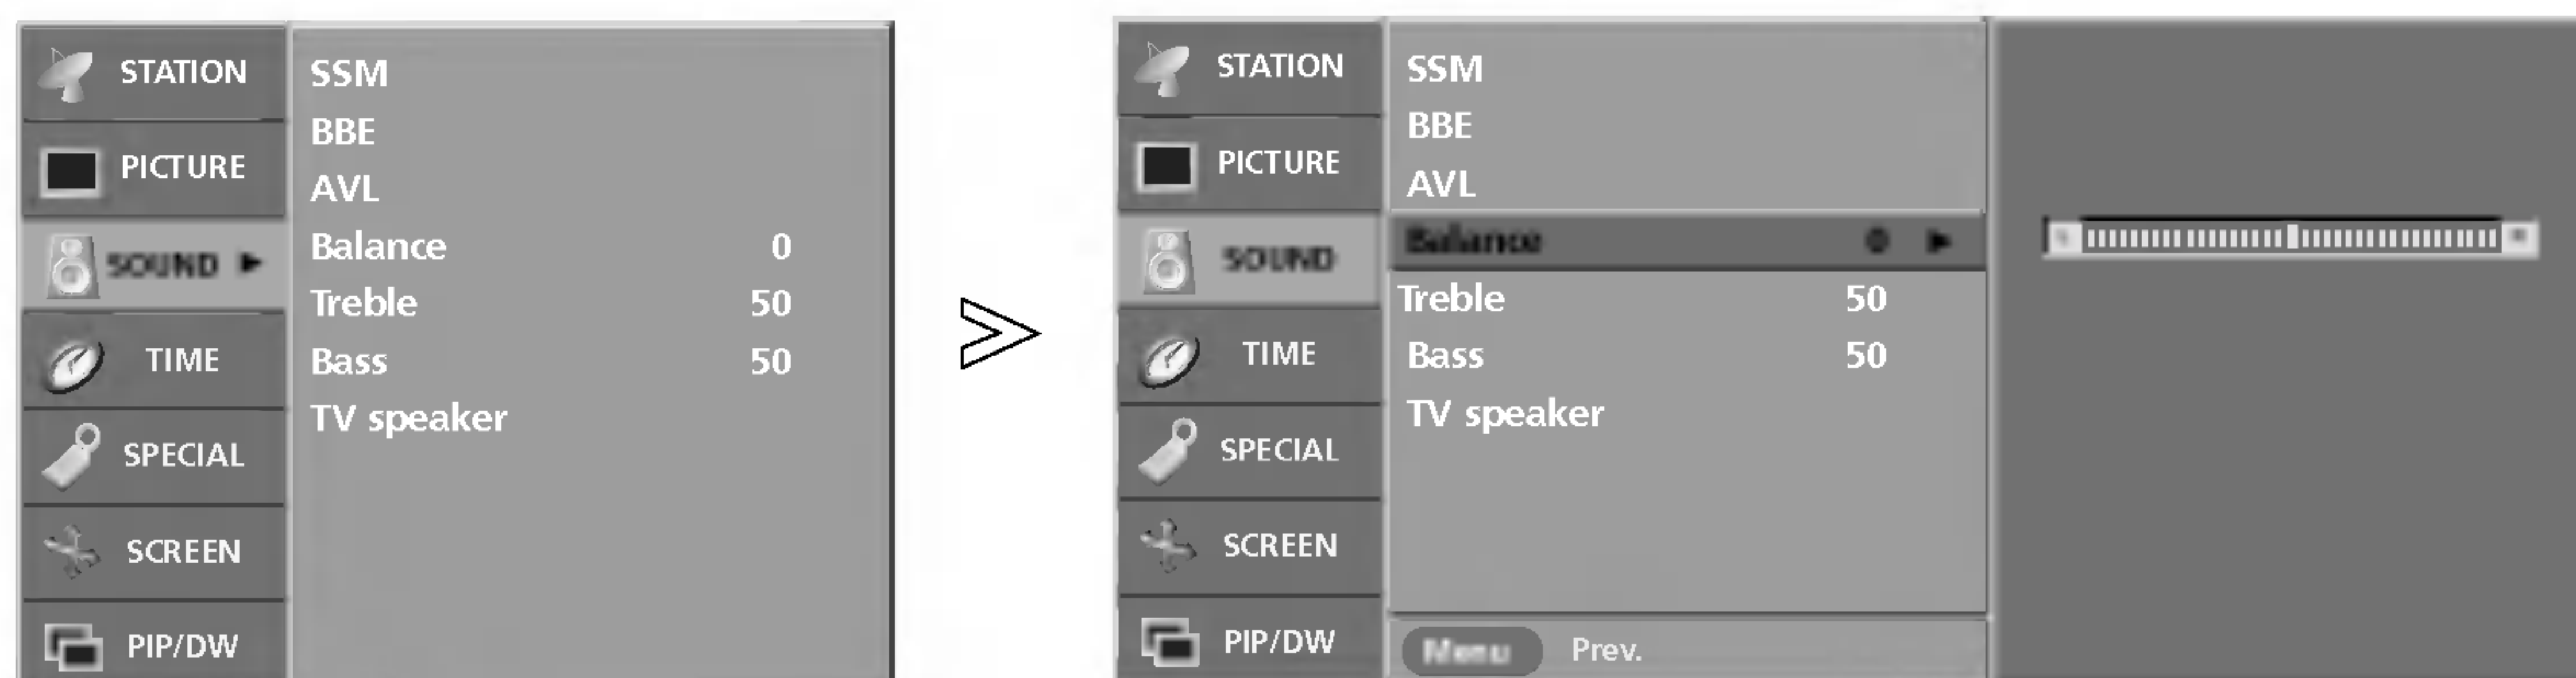 STATION
PICTURE
SOUND
TIME
SPECIAL
SCREEN
PIP/DW
SSM
BBE
AVL
Balance 0
Treble 50
Bass 50
TV speaker
STATION
PICTURE
SOUND
TIME
SPECIAL
SCREEN
PIP/DW
SSM
BBE
AVL
Balance 0
Treble 50
Bass 50
TV speaker
Menu Prev.